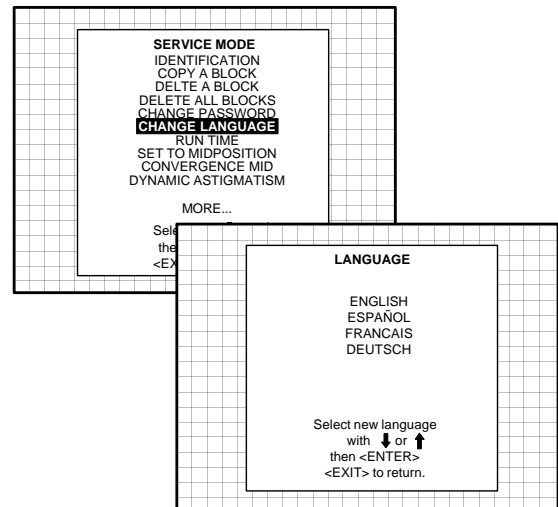 SERVICE MODE
IDENTIFICATION
COPY A BLOCK
DELTE A BLOCK
DELETE ALL BLOCKS
CHANGE PASSWORD
CHANGE LANGUAGE
RUN TIME
SET TO MIDPOSITION
CONVERGENCE MID
DYNAMIC ASTIGMATISM
MORE...
LANGUAGE
ENGLISH
ESPAÑOL
FRANCAIS
DEUTSCH
Select new language
with ⬇ or ⬆
then <ENTER>
<EXIT> to return.